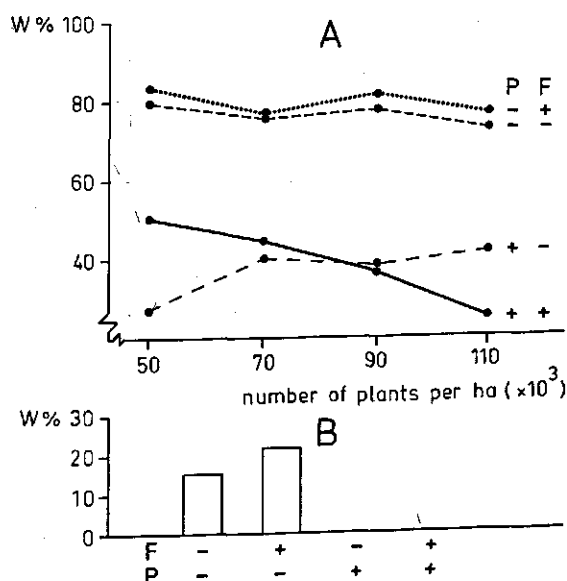 W% 100
A
P F
80
- +
- -
60
40
+ -
+ +
50 70 90 110
number of plants per ha (×10³)
W% 30
B
20
10
0
F - + - +
P - - + +